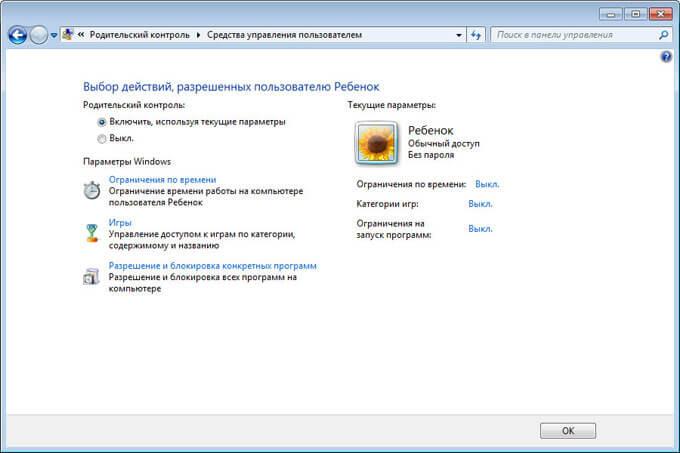 « Родительский контроль ▸ Средства управления пользователем
Поиск в панели управления
Выбор действий, разрешенных пользователю Ребенок
Родительский контроль:
Включить, используя текущие параметры
Выкл.
Параметры Windows
Ограничения по времени
Ограничение времени работы на компьютере
пользователя Ребенок
Игры
Управление доступом к играм по категории,
содержимому и названию
Разрешение и блокировка конкретных программ
Разрешение и блокировка всех программ на
компьютере
Текущие параметры:
Ребенок
Обычный доступ
Без пароля
Ограничения по времени: Выкл.
Категории игр: Выкл.
Ограничения на
запуск программ: Выкл.
OK